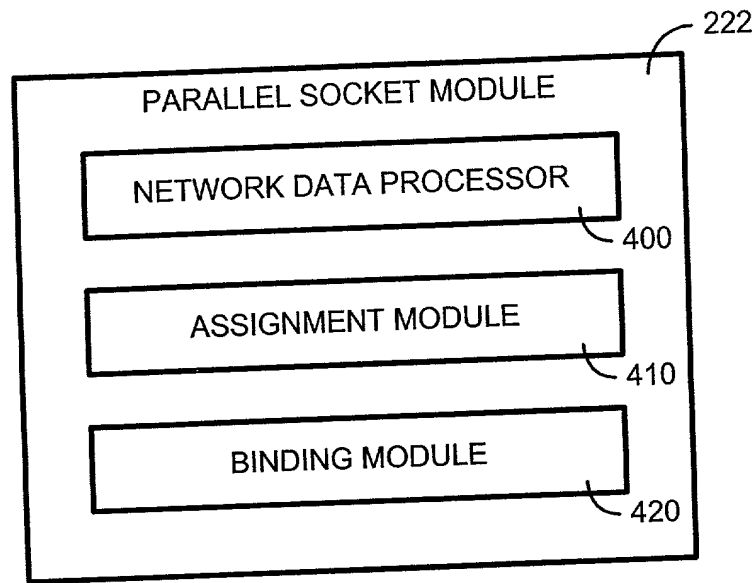 222
PARALLEL SOCKET MODULE
NETWORK DATA PROCESSOR
400
ASSIGNMENT MODULE
410
BINDING MODULE
420